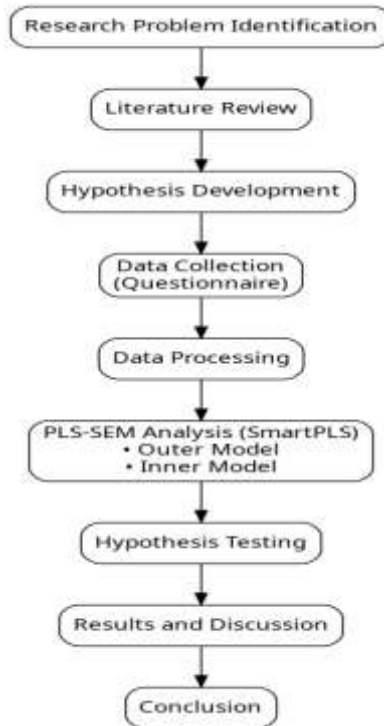 Research Problem Identification
Literature Review
Hypothesis Development
Data Collection
(Questionnaire)
Data Processing
PLS-SEM Analysis (SmartPLS)
• Outer Model
• Inner Model
Hypothesis Testing
Results and Discussion
Conclusion